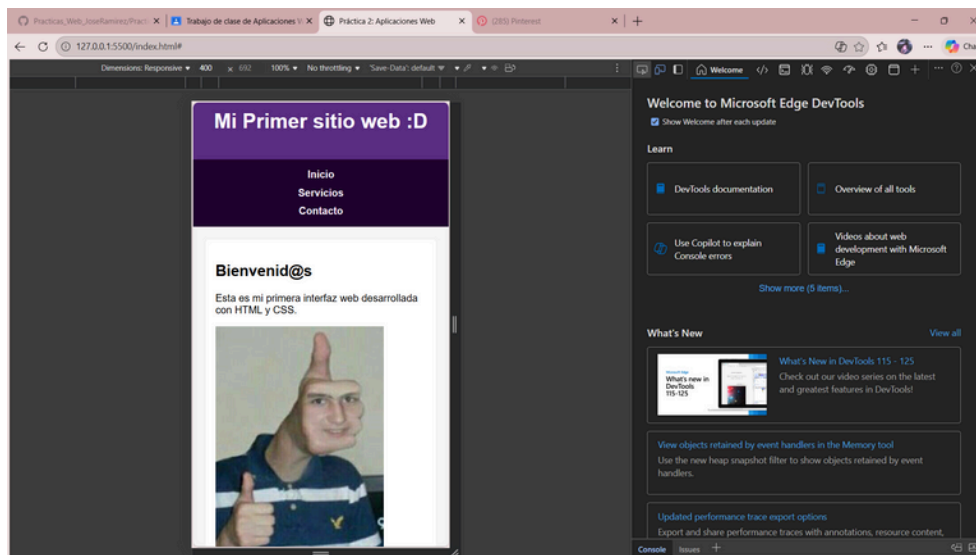 Practicas_Web_JoseRamirez/Practi
Trabajo de clase de Aplicaciones W
Práctica 2: Aplicaciones Web
(285) Pinterest
127.0.0.1:5500/index.html#
Dimensions: Responsive 400 x 692 100% No throttling 'Save-Data': default
Welcome
Mi Primer sitio web :D
Inicio
Servicios
Contacto
Bienvenid@s
Esta es mi primera interfaz web desarrollada
con HTML y CSS.
Welcome to Microsoft Edge DevTools
Show Welcome after each update
Learn
DevTools documentation
Overview of all tools
Use Copilot to explain
Console errors
Videos about web
development with Microsoft
Edge
Show more (5 items)...
What's New
View all
What's new in
DevTools
115-125
What's New in DevTools 115 - 125
Check out our video series on the latest
and greatest features in DevTools!
View objects retained by event handlers in the Memory tool
Use the new heap snapshot filter to show objects retained by event
handlers.
Updated performance trace export options
Export and share performance traces with annotations, resource content,
Console Issues